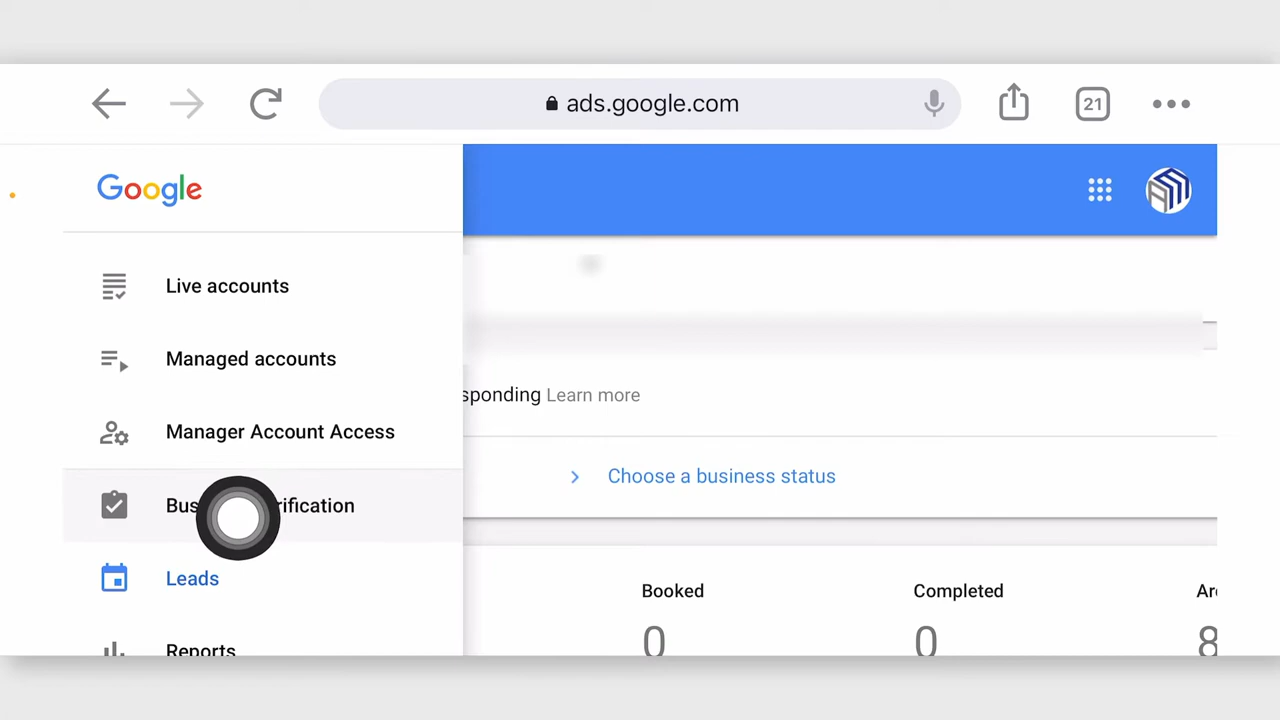 ads.google.com
21
Google
Live accounts
Managed accounts
sponding Learn more
Manager Account Access
Choose a business status
Leads
Booked
Completed
0
0
8
Reports